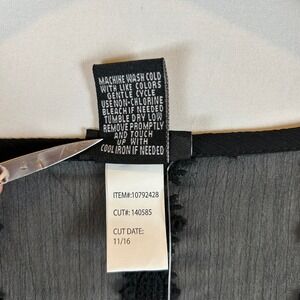 MACHINE WASH COLD
WITH LIKE COLORS
GENTLE CYCLE
USE NON-CHLORINE
BLEACH IF NEEDED
TUMBLE DRY LOW
REMOVE PROMPTLY
AND TOUCH
UP WITH
COOL IRON IF NEEDED
ITEM#:10792428
CUT#: 140585
CUT DATE:
11/16